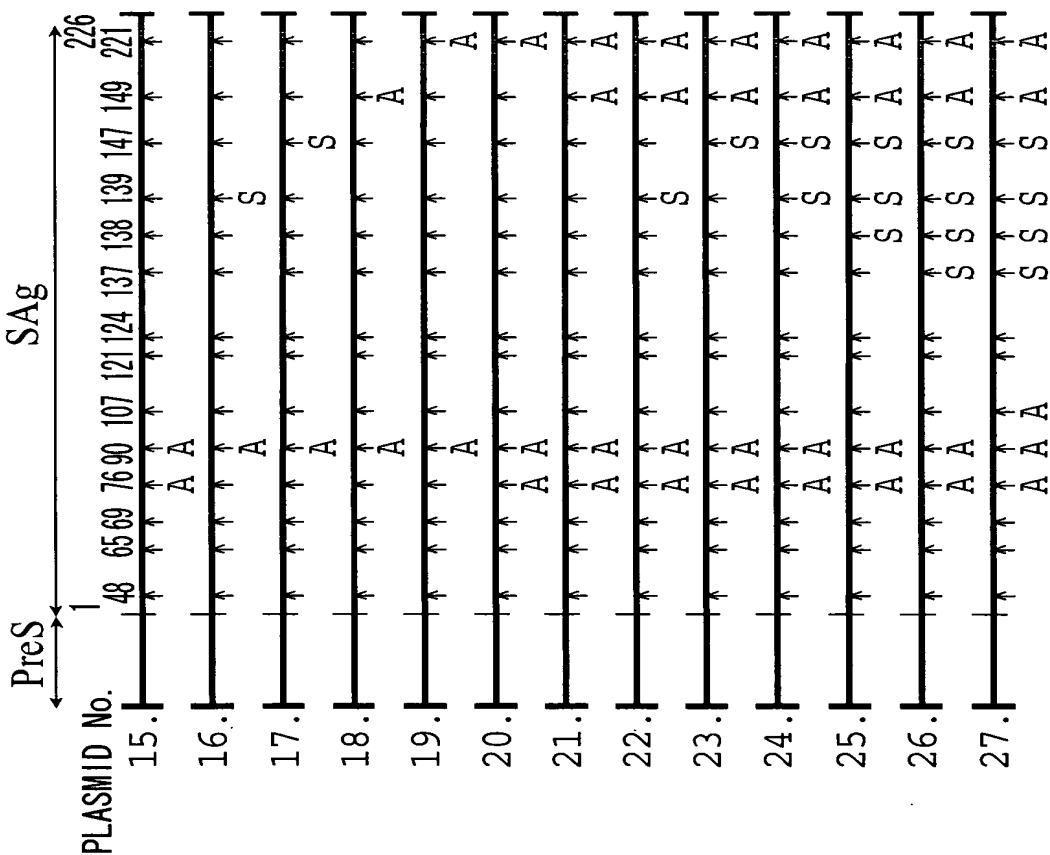 PreS SAg
1 226
PLASMID No. 48 65 69 76 90 107 121 124 137 138 139 147 149 221
15. A A
16. A S
17. A S
18. A A
19. A A
20. A A A
21. A A A A
22. A A S A A
23. A A S A A
24. A A S S A A
25. A A S S S A A
26. A A S S S S A A
27. A A A S S S S A A